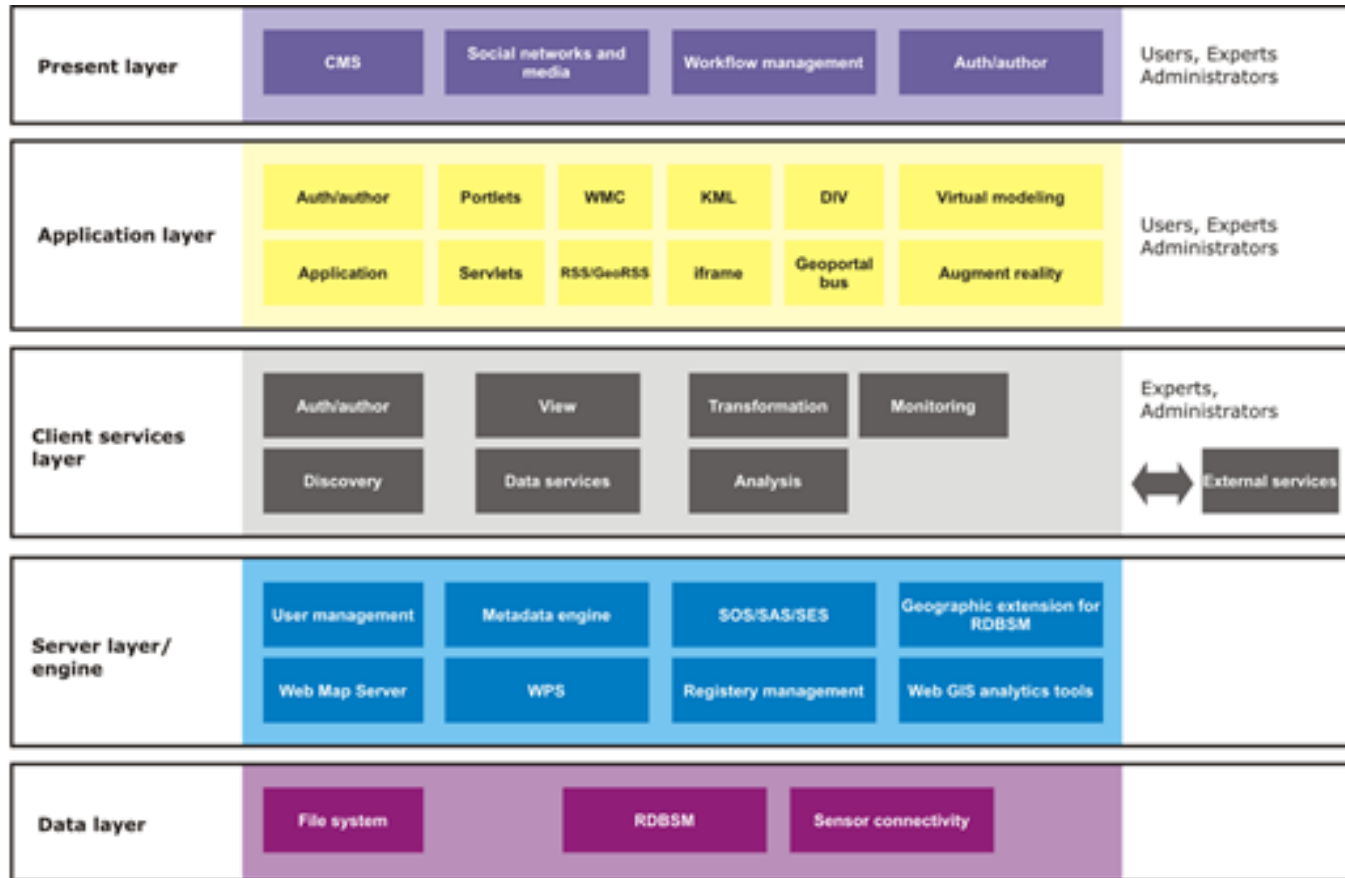 Present layer
CMS
Social networks and
media
Workflow management
Auth/author
Users, Experts
Administrators
Application layer
Auth/author
Portlets
WMC
KML
DIV
Virtual modeling
Application
Servlets
RSS/GeoRSS
iframe
Geoportal
bus
Augment reality
Users, Experts
Administrators
Client services
layer
Auth/author
View
Transformation
Monitoring
Discovery
Data services
Analysis
Experts,
Administrators
External services
Server layer/
engine
User management
Metadata engine
SOS/SAS/SES
Geographic extension for
RDBSM
Web Map Server
WPS
Registery management
Web GIS analytics tools
Data layer
File system
RDBSM
Sensor connectivity